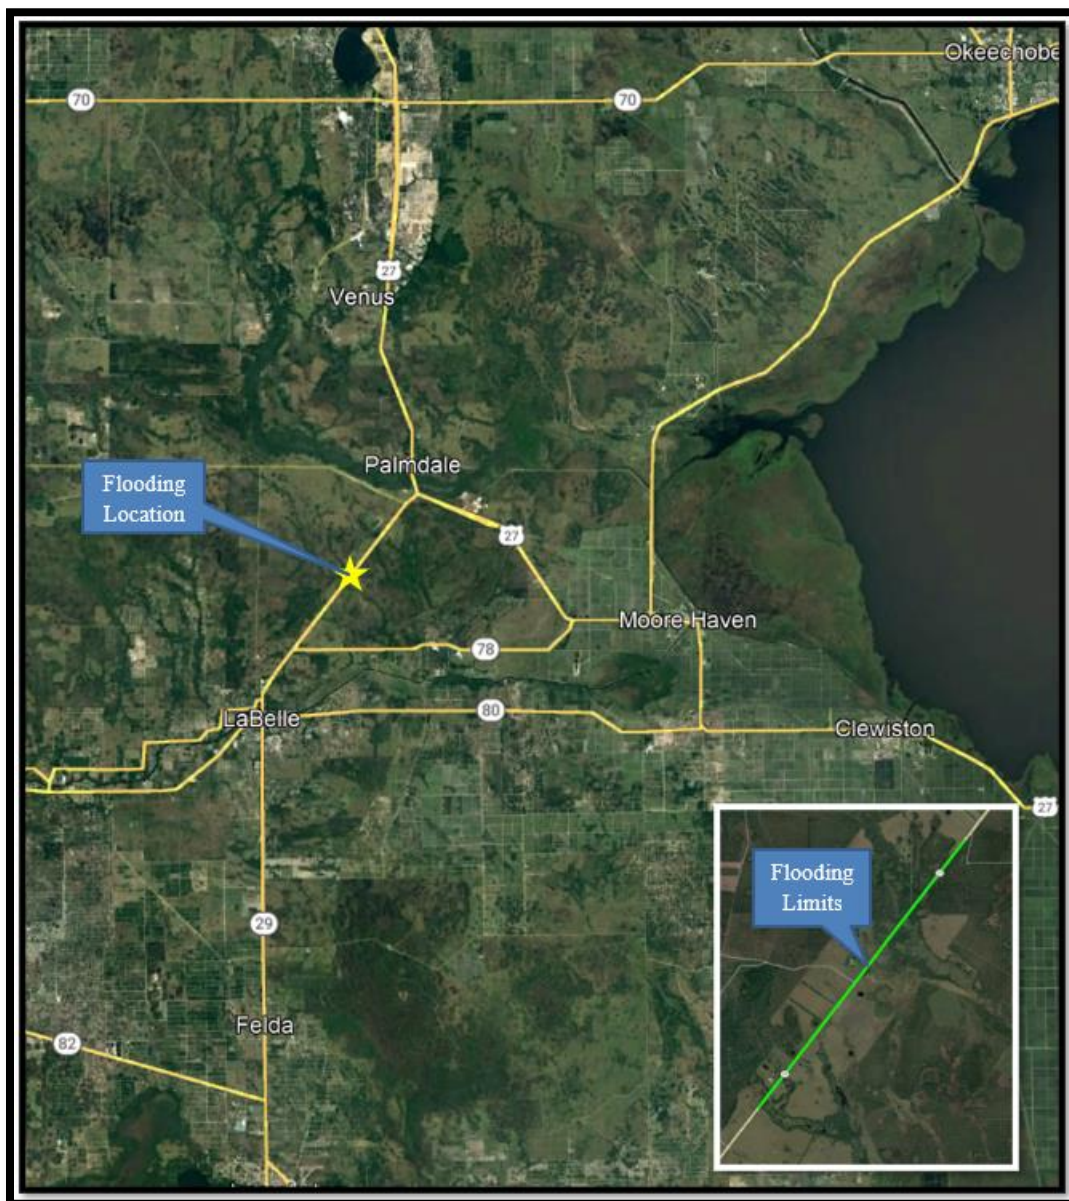 Okeechobe
70
70
27
Venus
Palmdale
Flooding
Location
27
Moore Haven
78
LaBelle
80
Clewiston
27
Flooding
Limits
29
Felda
82